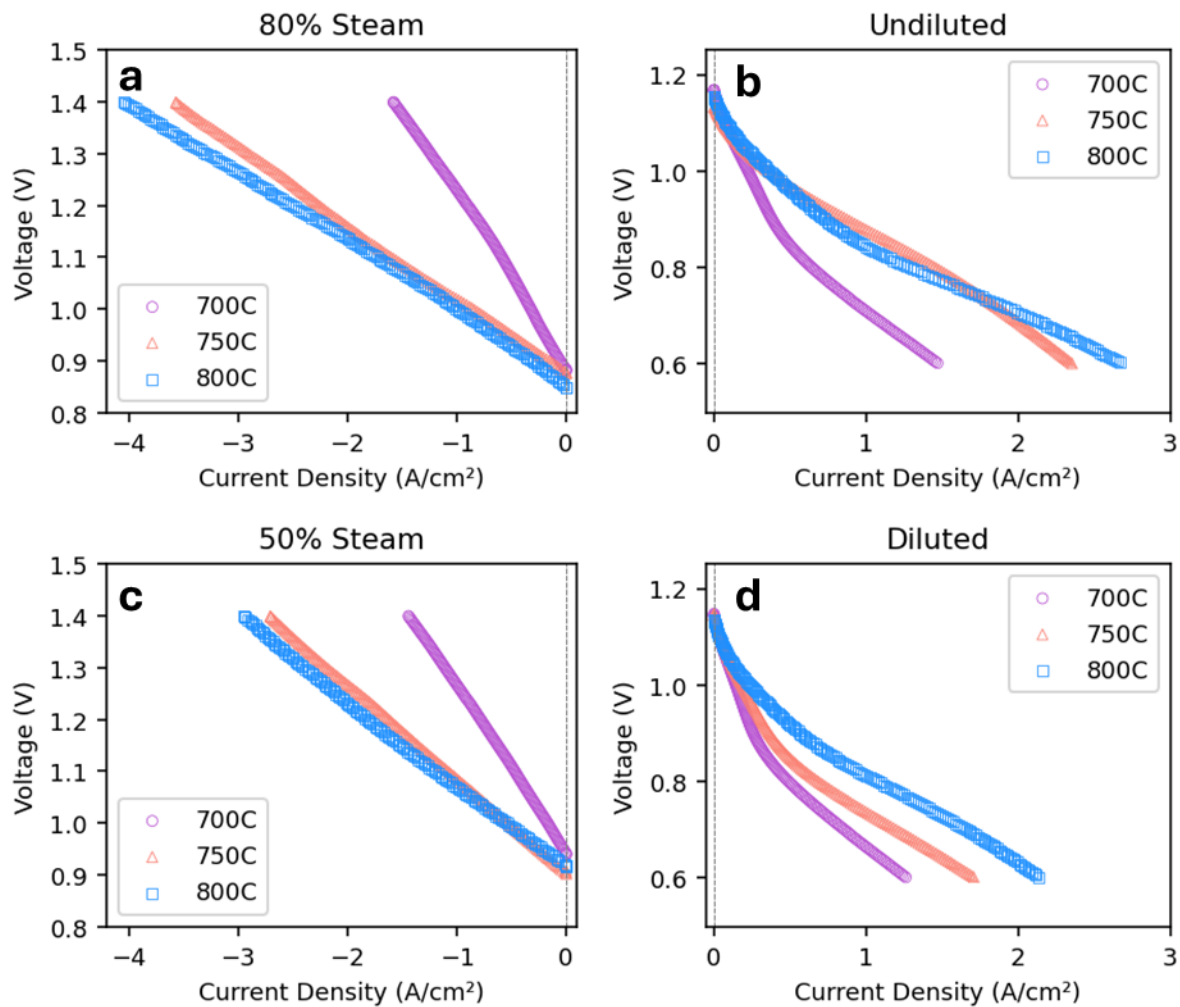 80% Steam
a
1.5
1.4
1.3
1.2
1.1
1.0
0.9
0.8
Voltage (V)
700C
750C
800C
−4
−3
−2
−1
0
Current Density (A/cm²)
Undiluted
b
1.2
1.0
0.8
0.6
Voltage (V)
700C
750C
800C
0
1
2
3
Current Density (A/cm²)
50% Steam
c
1.5
1.4
1.3
1.2
1.1
1.0
0.9
0.8
Voltage (V)
700C
750C
800C
−4
−3
−2
−1
0
Current Density (A/cm²)
Diluted
d
1.2
1.0
0.8
0.6
Voltage (V)
700C
750C
800C
0
1
2
3
Current Density (A/cm²)